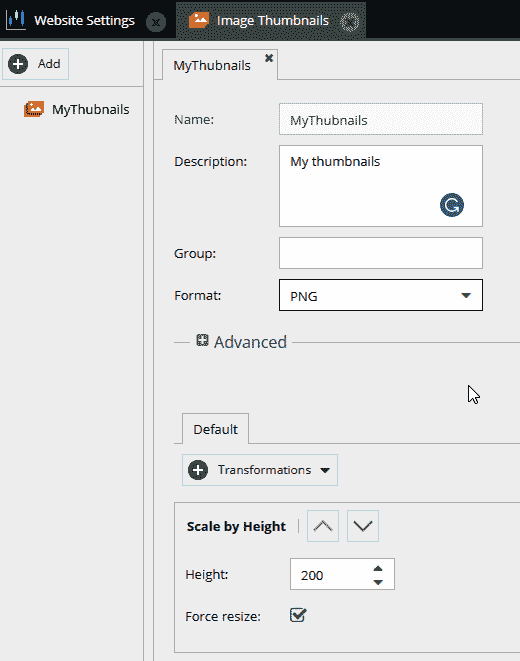 Website Settings
Image Thumbnails
Add
MyThubnails
MyThubnails
Name:
MyThubnails
Description:
My thumbnails
Group:
Format:
PNG
Advanced
Default
Transformations
Scale by Height
Height:
200
Force resize: